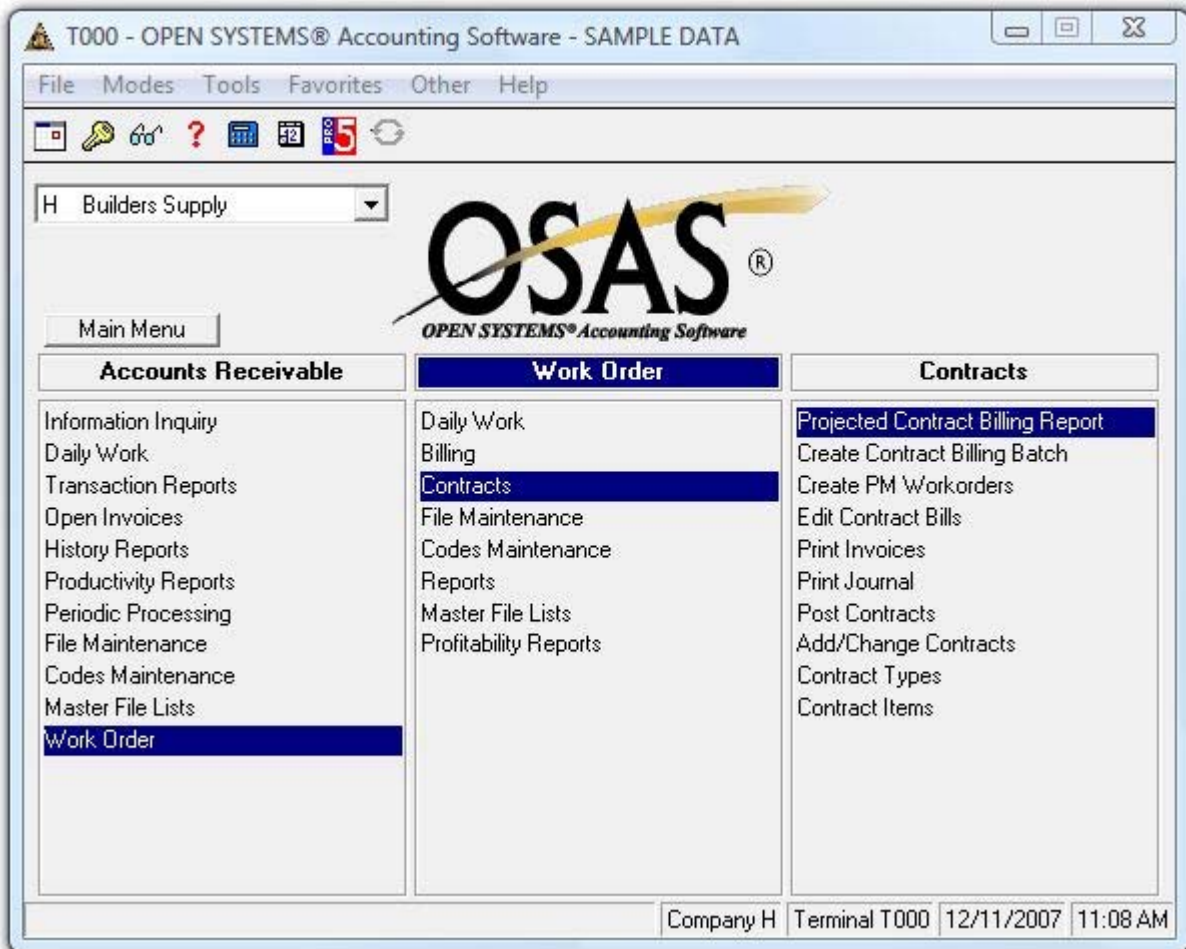 T000 - OPEN SYSTEMS® Accounting Software - SAMPLE DATA
File Modes Tools Favorites Other Help
PRO 5
H Builders Supply
OSAS ®
OPEN SYSTEMS® Accounting Software
Main Menu
Accounts Receivable
Information Inquiry
Daily Work
Transaction Reports
Open Invoices
History Reports
Productivity Reports
Periodic Processing
File Maintenance
Codes Maintenance
Master File Lists
Work Order
Work Order
Daily Work
Billing
Contracts
File Maintenance
Codes Maintenance
Reports
Master File Lists
Profitability Reports
Contracts
Projected Contract Billing Report
Create Contract Billing Batch
Create PM Workorders
Edit Contract Bills
Print Invoices
Print Journal
Post Contracts
Add/Change Contracts
Contract Types
Contract Items
Company H Terminal T000 12/11/2007 11:08 AM